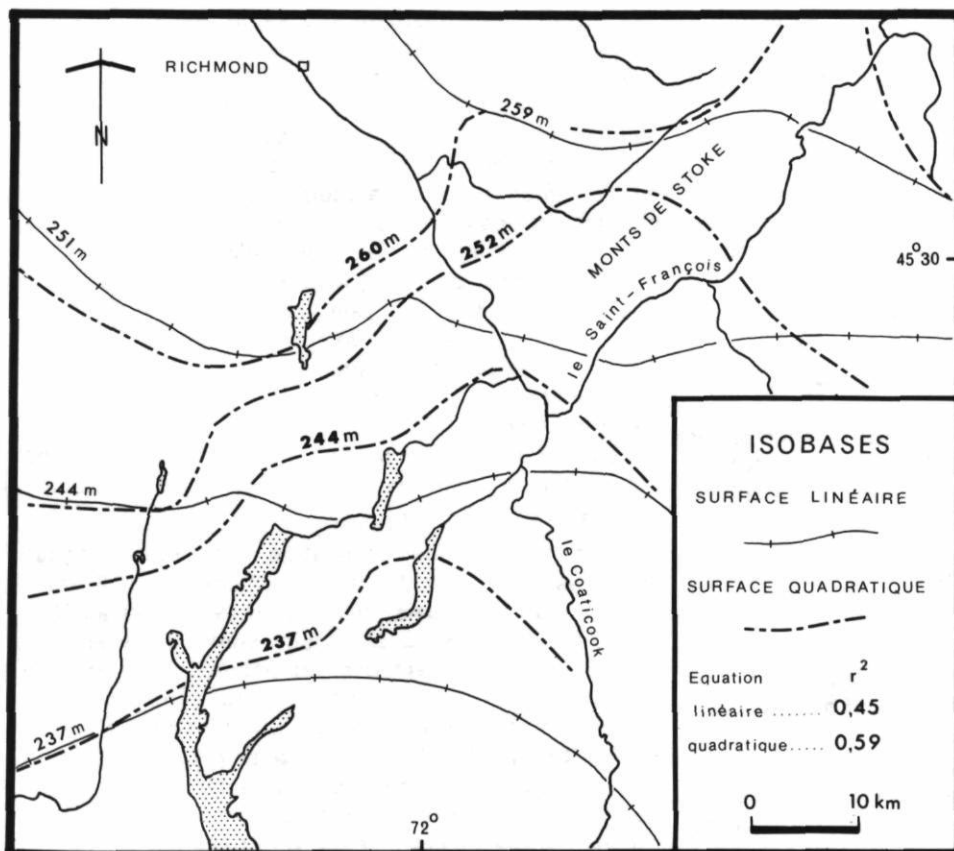 RICHMOND
N
259 m
MONTS DE STOKE
251 m
260 m
252 m
45° 30
le Saint-François
244 m
244 m
le Coaticook
237 m
237 m
72°
ISOBASES
SURFACE LINÉAIRE
SURFACE QUADRATIQUE
Equation r²
linéaire ....... 0,45
quadratique..... 0,59
0 10 km